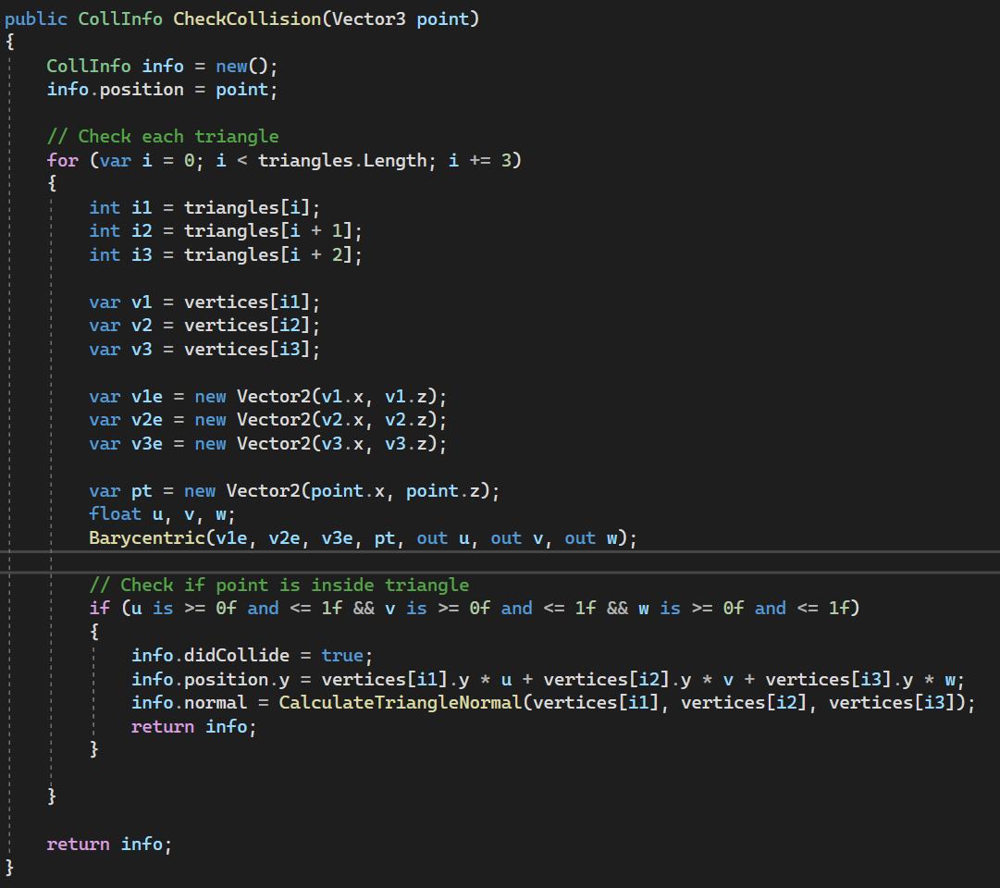 public CollInfo CheckCollision(Vector3 point)
{
    CollInfo info = new();
    info.position = point;

    // Check each triangle
    for (var i = 0; i < triangles.Length; i += 3)
    {
        int i1 = triangles[i];
        int i2 = triangles[i + 1];
        int i3 = triangles[i + 2];

        var v1 = vertices[i1];
        var v2 = vertices[i2];
        var v3 = vertices[i3];

        var v1e = new Vector2(v1.x, v1.z);
        var v2e = new Vector2(v2.x, v2.z);
        var v3e = new Vector2(v3.x, v3.z);

        var pt = new Vector2(point.x, point.z);
        float u, v, w;
        Barycentric(v1e, v2e, v3e, pt, out u, out v, out w);

        // Check if point is inside triangle
        if (u is >= 0f and <= 1f && v is >= 0f and <= 1f && w is >= 0f and <= 1f)
        {
            info.didCollide = true;
            info.position.y = vertices[i1].y * u + vertices[i2].y * v + vertices[i3].y * w;
            info.normal = CalculateTriangleNormal(vertices[i1], vertices[i2], vertices[i3]);
            return info;
        }

    }

    return info;
}